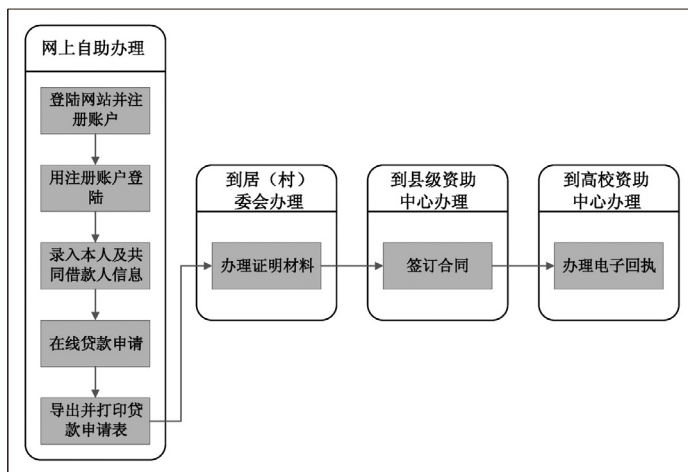 网上自助办理
登陆网站并注
册账户
用注册账户登
陆
录入本人及共
同借款人信息
在线贷款申请
导出并打印贷
款申请表
到居（村）
委会办理
办理证明材料
到县级资助
中心办理
签订合同
到高校资助
中心办理
办理电子回执